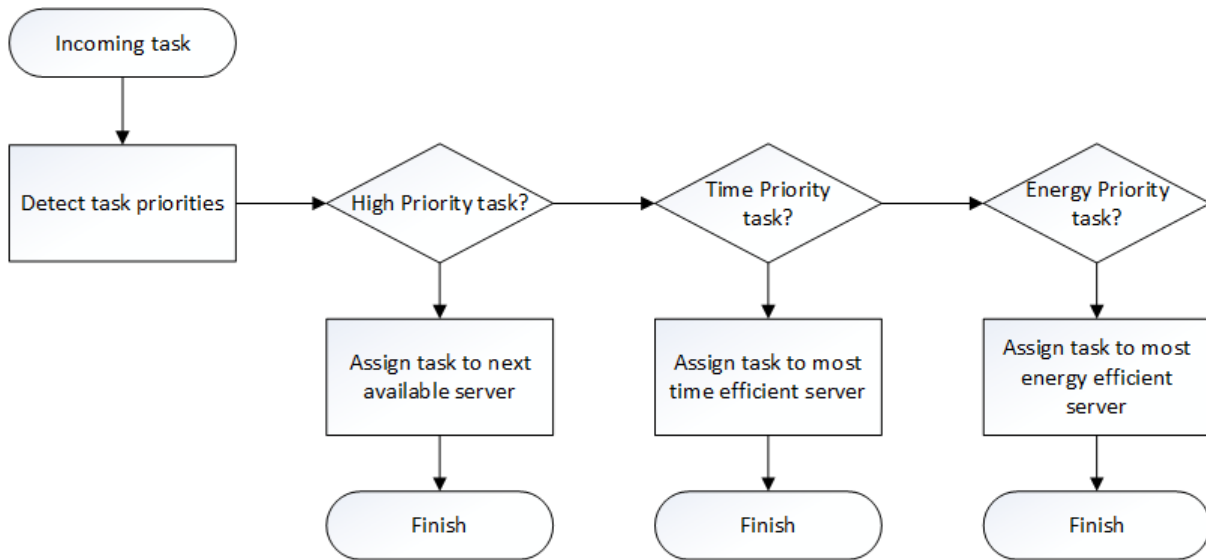 Incoming task
Detect task priorities
High Priority task?
Time Priority
task?
Energy Priority
task?
Assign task to next
available server
Assign task to most
time efficient server
Assign task to most
energy efficient
server
Finish
Finish
Finish